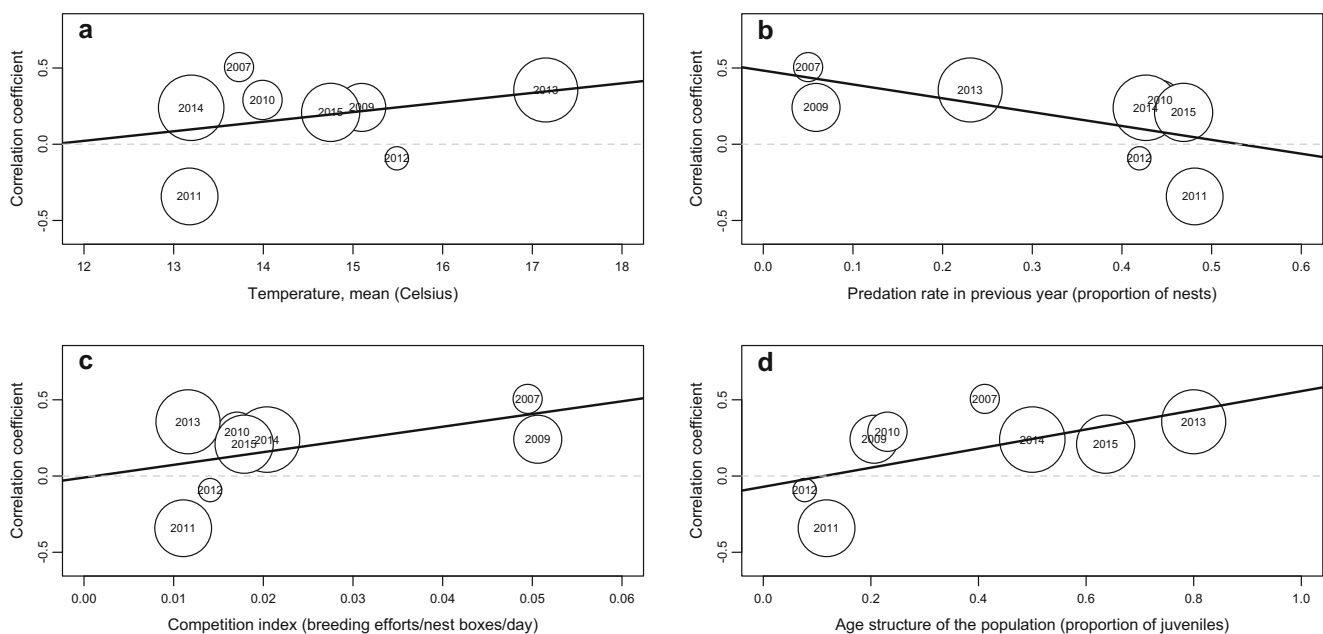 a
Correlation coefficient
0.5
0.0
-0.5
2007
2014
2010
2015
2009
2013
2012
2011
12 13 14 15 16 17 18
Temperature, mean (Celsius)
b
Correlation coefficient
0.5
0.0
-0.5
2007
2009
2013
2010
2014
2015
2012
2011
0.0 0.1 0.2 0.3 0.4 0.5 0.6
Predation rate in previous year (proportion of nests)
c
Correlation coefficient
0.5
0.0
-0.5
2007
2013
2010
2015
2014
2009
2012
2011
0.00 0.01 0.02 0.03 0.04 0.05 0.06
Competition index (breeding efforts/nest boxes/day)
d
Correlation coefficient
0.5
0.0
-0.5
2007
2009
2010
2014
2015
2013
2012
2011
0.0 0.2 0.4 0.6 0.8 1.0
Age structure of the population (proportion of juveniles)